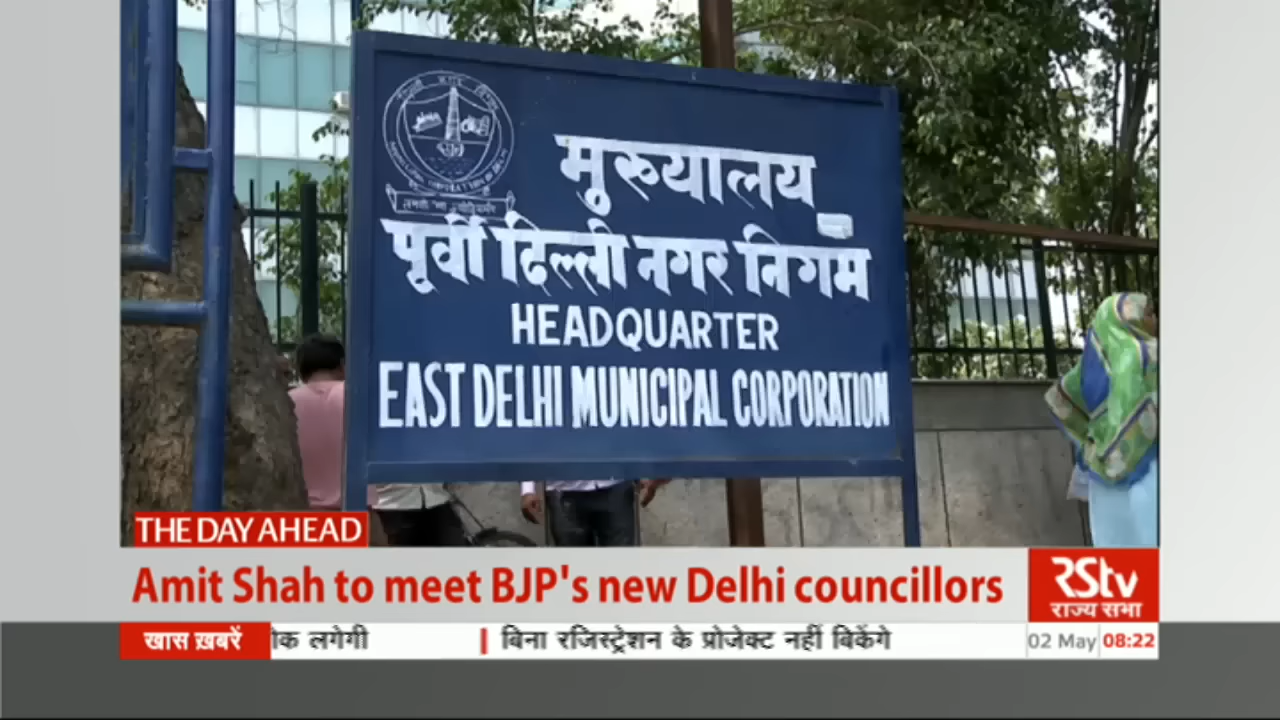 मुख्यालय
पूर्वी दिल्ली नगर निगम
HEADQUARTER
EAST DELHI MUNICIPAL CORPORATION
THE DAY AHEAD
Amit Shah to meet BJP's new Delhi councillors
RStv
राज्य सभा
खास ख़बरें
लगेगी | बिना रजिस्ट्रेशन के प्रोजेक्ट नहीं बिकेंगे
02 May 08:22